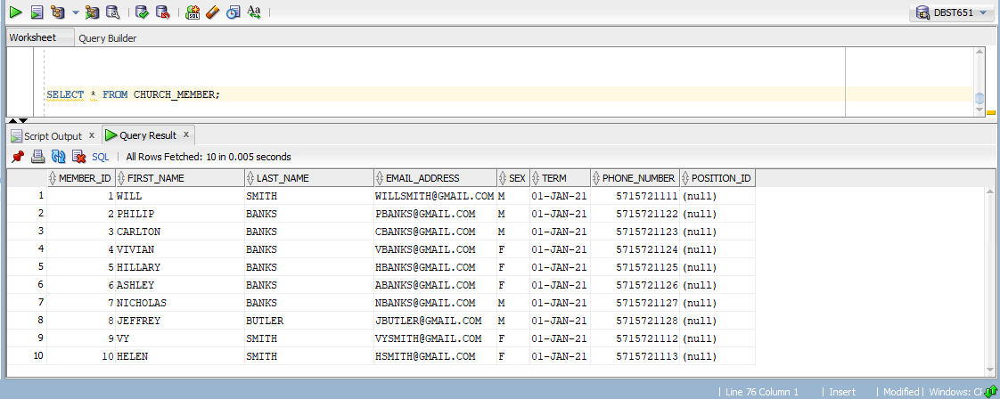 DBST651
Worksheet Query Builder
SELECT * FROM CHURCH_MEMBER;
Script Output x Query Result x
SQL | All Rows Fetched: 10 in 0.005 seconds
MEMBER_ID FIRST_NAME LAST_NAME EMAIL_ADDRESS SEX TERM PHONE_NUMBER POSITION_ID
1 1 WILL SMITH WILLSMITH@GMAIL.COM M 01-JAN-21 5715721111 (null)
2 2 PHILIP BANKS PBANKS@GMAIL.COM M 01-JAN-21 5715721122 (null)
3 3 CARLTON BANKS CBANKS@GMAIL.COM M 01-JAN-21 5715721123 (null)
4 4 VIVIAN BANKS VBANKS@GMAIL.COM F 01-JAN-21 5715721124 (null)
5 5 HILLARY BANKS HBANKS@GMAIL.COM F 01-JAN-21 5715721125 (null)
6 6 ASHLEY BANKS ABANKS@GMAIL.COM F 01-JAN-21 5715721126 (null)
7 7 NICHOLAS BANKS NBANKS@GMAIL.COM M 01-JAN-21 5715721127 (null)
8 8 JEFFREY BUTLER JBUTLER@GMAIL.COM M 01-JAN-21 5715721128 (null)
9 9 VY SMITH VYSMITH@GMAIL.COM F 01-JAN-21 5715721112 (null)
10 10 HELEN SMITH HSMITH@GMAIL.COM F 01-JAN-21 5715721113 (null)
| Line 76 Column 1 | Insert | Modified | Windows: